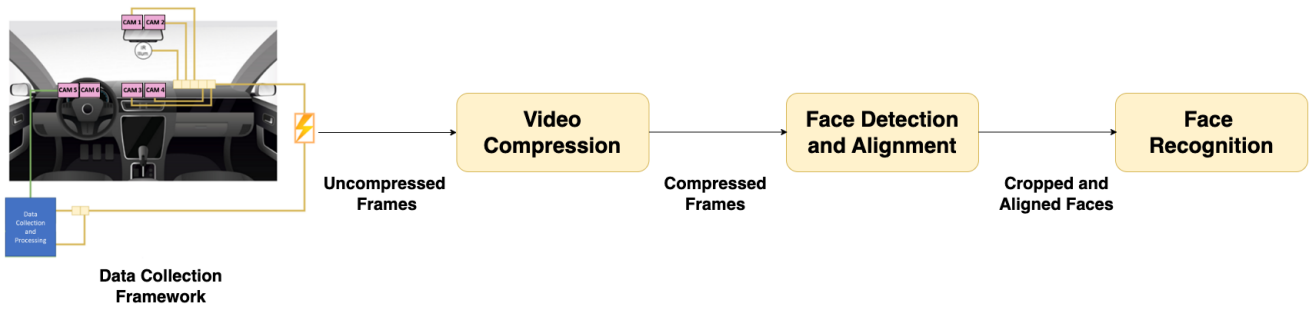 CAM 1 CAM 2
CAM 5 CAM 6 CAM 3 CAM 4
Data
Collection
and
Processing
Data Collection
Framework
Uncompressed
Frames
Video
Compression
Compressed
Frames
Face Detection
and Alignment
Cropped and
Aligned Faces
Face
Recognition